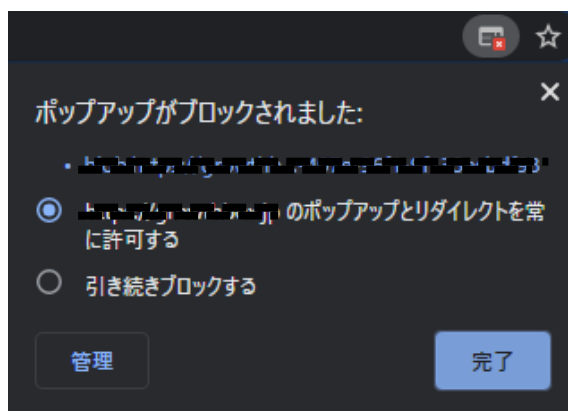 ポップアップがブロックされました:
のポップアップとリダイレクトを常
に許可する
引き続きブロックする
管理
完了